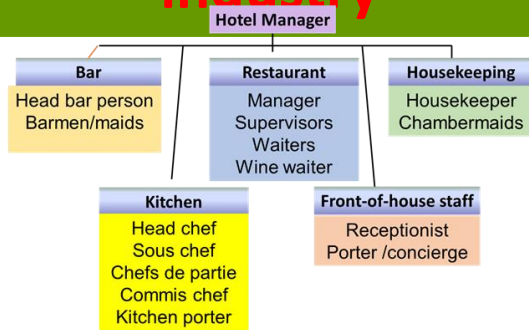 Industry
Hotel Manager
Bar
Head bar person
Barmen/maids
Restaurant
Manager
Supervisors
Waiters
Wine waiter
Housekeeping
Housekeeper
Chambermaids
Kitchen
Head chef
Sous chef
Chefs de partie
Commis chef
Kitchen porter
Front-of-house staff
Receptionist
Porter /concierge